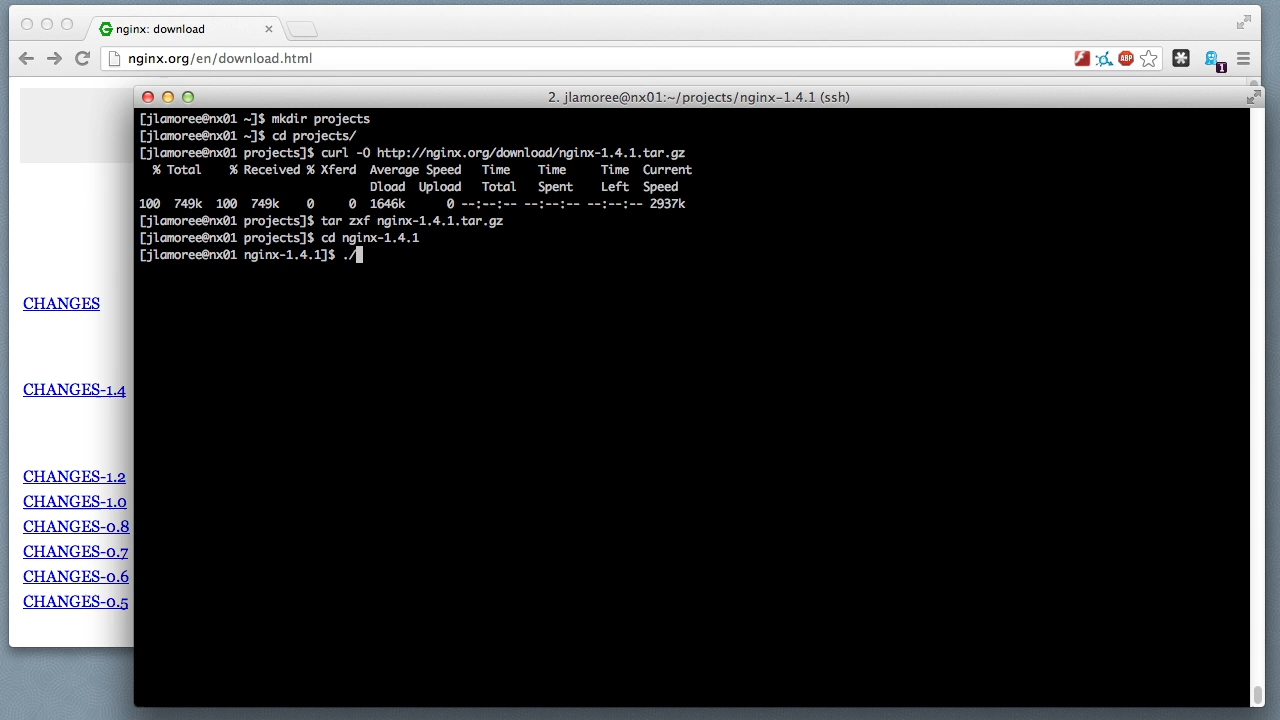 nginx: download
nginx.org/en/download.html
ABP
1
2. jlamoree@nx01:~/projects/nginx-1.4.1 (ssh)
[jlamoree@nx01 ~]$ mkdir projects
[jlamoree@nx01 ~]$ cd projects/
[jlamoree@nx01 projects]$ curl -O http://nginx.org/download/nginx-1.4.1.tar.gz
% Total % Received % Xferd Average Speed Time Time Time Current
Dload Upload Total Spent Left Speed
100 749k 100 749k 0 0 1646k 0 --:--:-- --:--:-- --:--:-- 2937k
[jlamoree@nx01 projects]$ tar zxf nginx-1.4.1.tar.gz
[jlamoree@nx01 projects]$ cd nginx-1.4.1
[jlamoree@nx01 nginx-1.4.1]$ ./
CHANGES
CHANGES-1.4
CHANGES-1.2
CHANGES-1.0
CHANGES-0.8
CHANGES-0.7
CHANGES-0.6
CHANGES-0.5